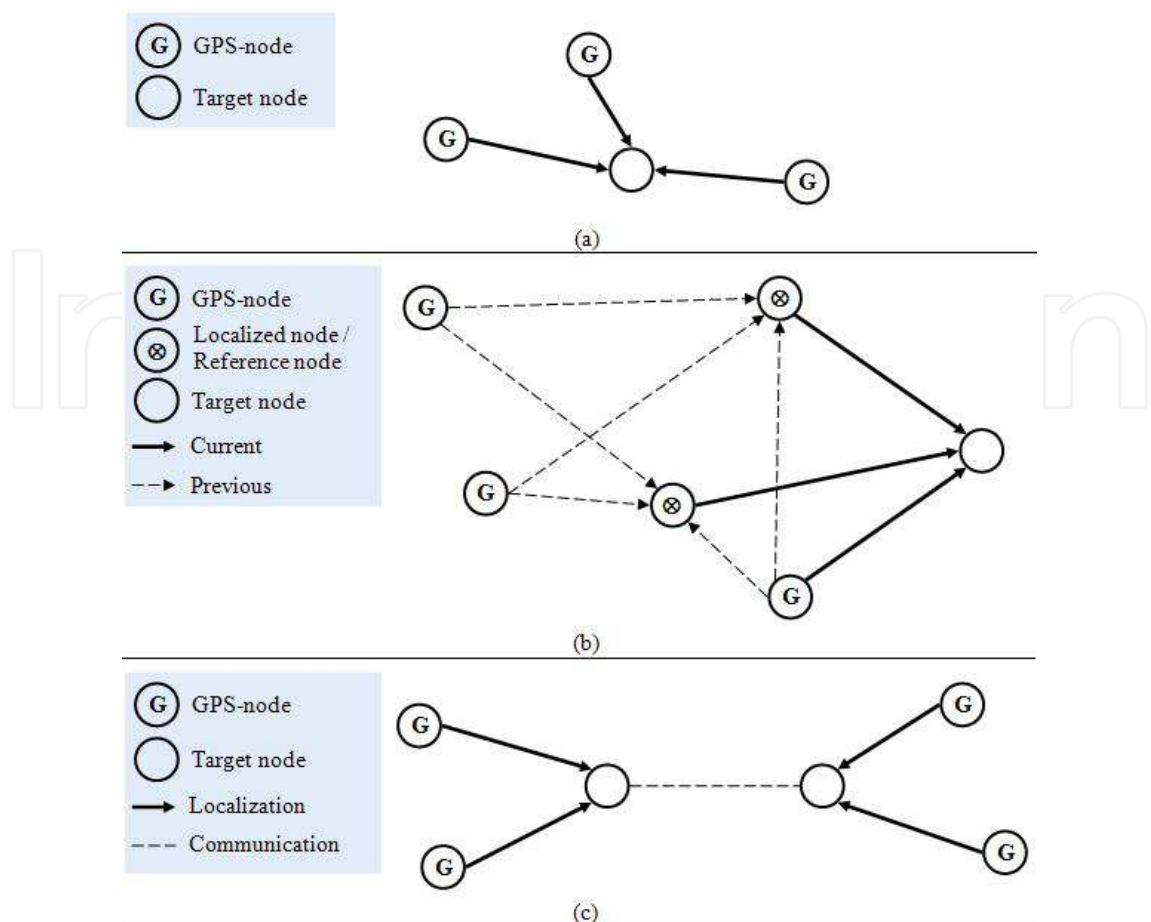 G GPS-node
Target node
G
G
G
(a)
G GPS-node
Localized node /
Reference node
Target node
Current
Previous
G
G
G
(b)
G GPS-node
Target node
Localization
Communication
G
G
G
G
(c)